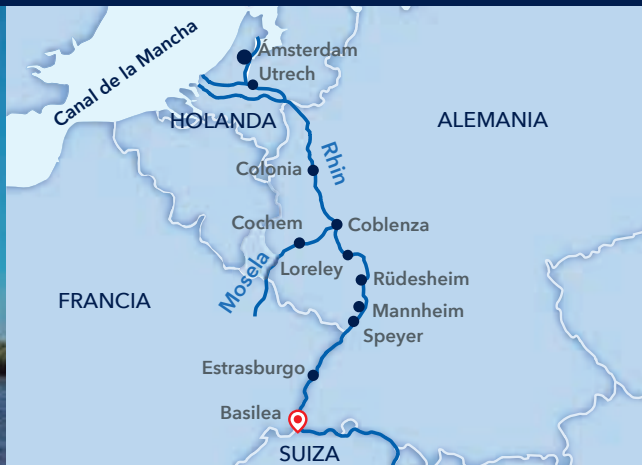 Canal de la Mancha
Ámsterdam
Utrech
HOLANDA
ALEMANIA
Colonia
Rhin
Cochem
Coblenza
Loreley
Mosela
Rüdesheim
FRANCIA
Mannheim
Speyer
Estrasburgo
Basilea
SUIZA